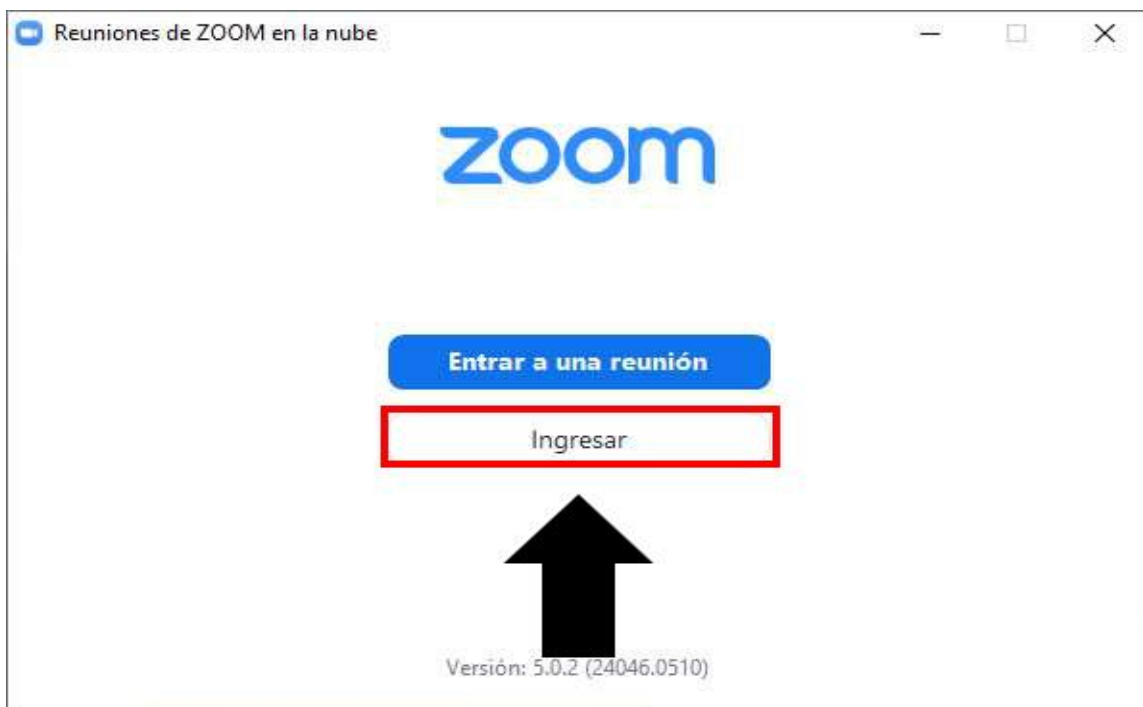 Reuniones de ZOOM en la nube
zoom
Entrar a una reunión
Ingresar
Versión: 5.0.2 (24046.0510)